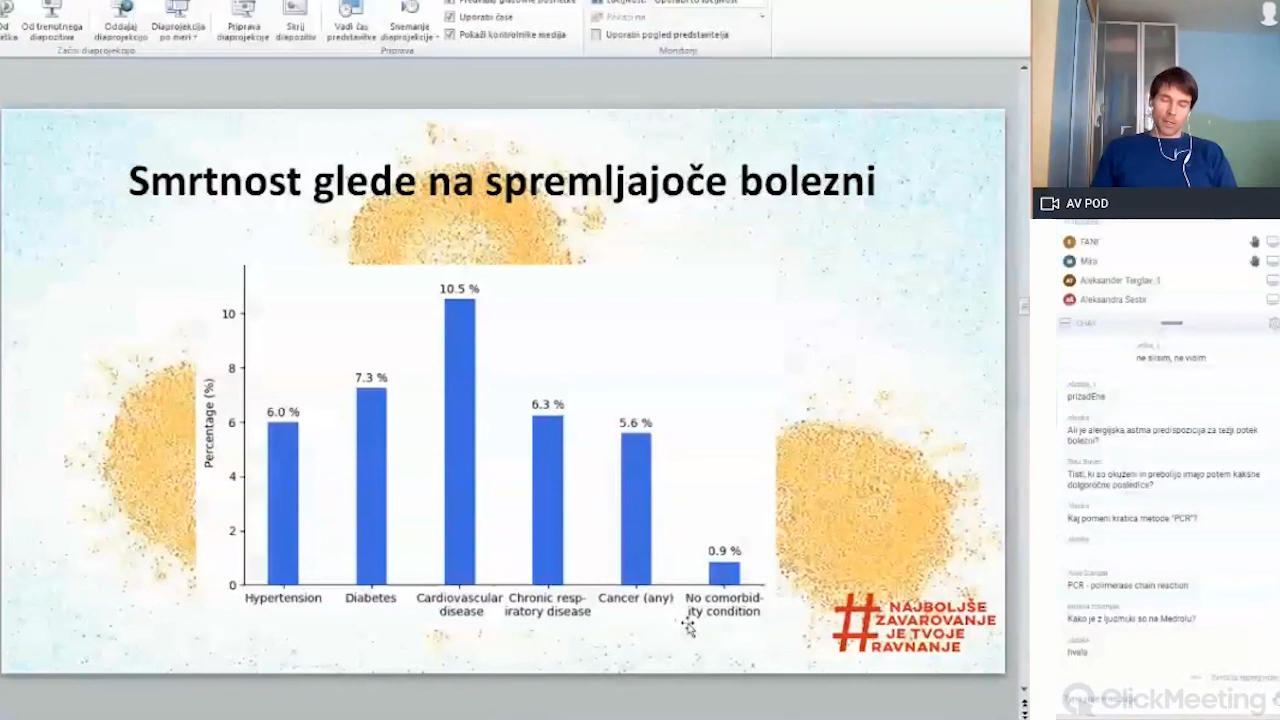 Od trenutnega
diapozitiva
Oddajaj
diaprojekcijo
Diaprojekcija
po meri
Priprava
diaprojekcije
Skrij
diapozitiv
Vadi čas
predstavitve
Snemanje
diaprojekcije
Uporabi čase
Pokaži kontrolnike medija
Uporabi pogled predstavitelja
Začni diaprojekcijo
Priprava
Monitorji
Smrtnost glede na spremljajoče bolezni
Percentage (%)
10
8
6
4
2
0
6.0 %
7.3 %
10.5 %
6.3 %
5.6 %
0.9 %
Hypertension
Diabetes
Cardiovascular
disease
Chronic resp-
iratory disease
Cancer (any)
No comorbid-
ity condition
# NAJBOLJŠE
ZAVAROVANJE
JE TVOJE
RAVNANJE
AV POD
FANI
Mira
Aleksander Terglav_1
CHAT
ne slisim, ne vidim
prizadEne
Ali je alergijska astma predispozicija za težji potek
bolezni?
Tisti, ki so okuženi in prebolijo imajo potem kakšne
dolgoročne posledice?
Kaj pomeni kratica metode "PCR"?
PCR - polimerase chain reaction
Kako je z ljudmi,ki so na Medrolu?
hvala
ClickMeeting